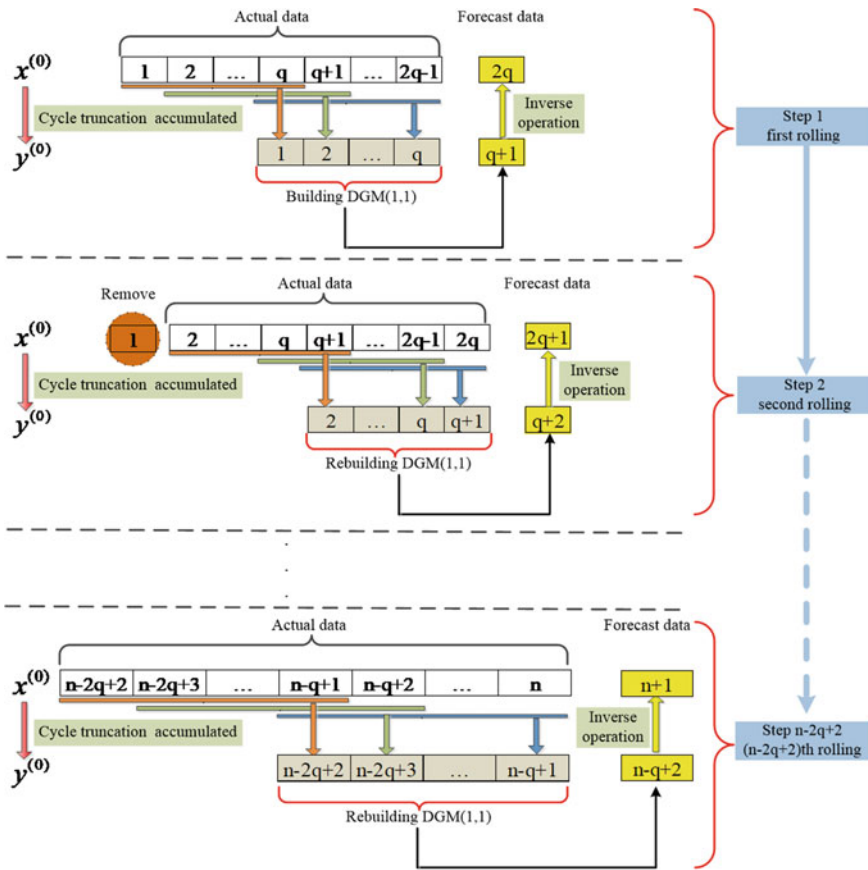 Actual data
Forecast data
x(0)
1 2 ... q q+1 ... 2q-1
2q
Cycle truncation accumulated
Inverse operation
y(0)
1 2 ... q
q+1
Building DGM(1,1)
Step 1
first rolling
Remove
Actual data
Forecast data
x(0)
1
2 ... q q+1 ... 2q-1 2q
2q+1
Cycle truncation accumulated
Inverse operation
y(0)
2 ... q q+1
q+2
Rebuilding DGM(1,1)
Step 2
second rolling
Actual data
Forecast data
x(0)
n-2q+2 n-2q+3 ... n-q+1 n-q+2 ... n
n+1
Cycle truncation accumulated
Inverse operation
y(0)
n-2q+2 n-2q+3 ... n-q+1
n-q+2
Rebuilding DGM(1,1)
Step n-2q+2
(n-2q+2)th rolling